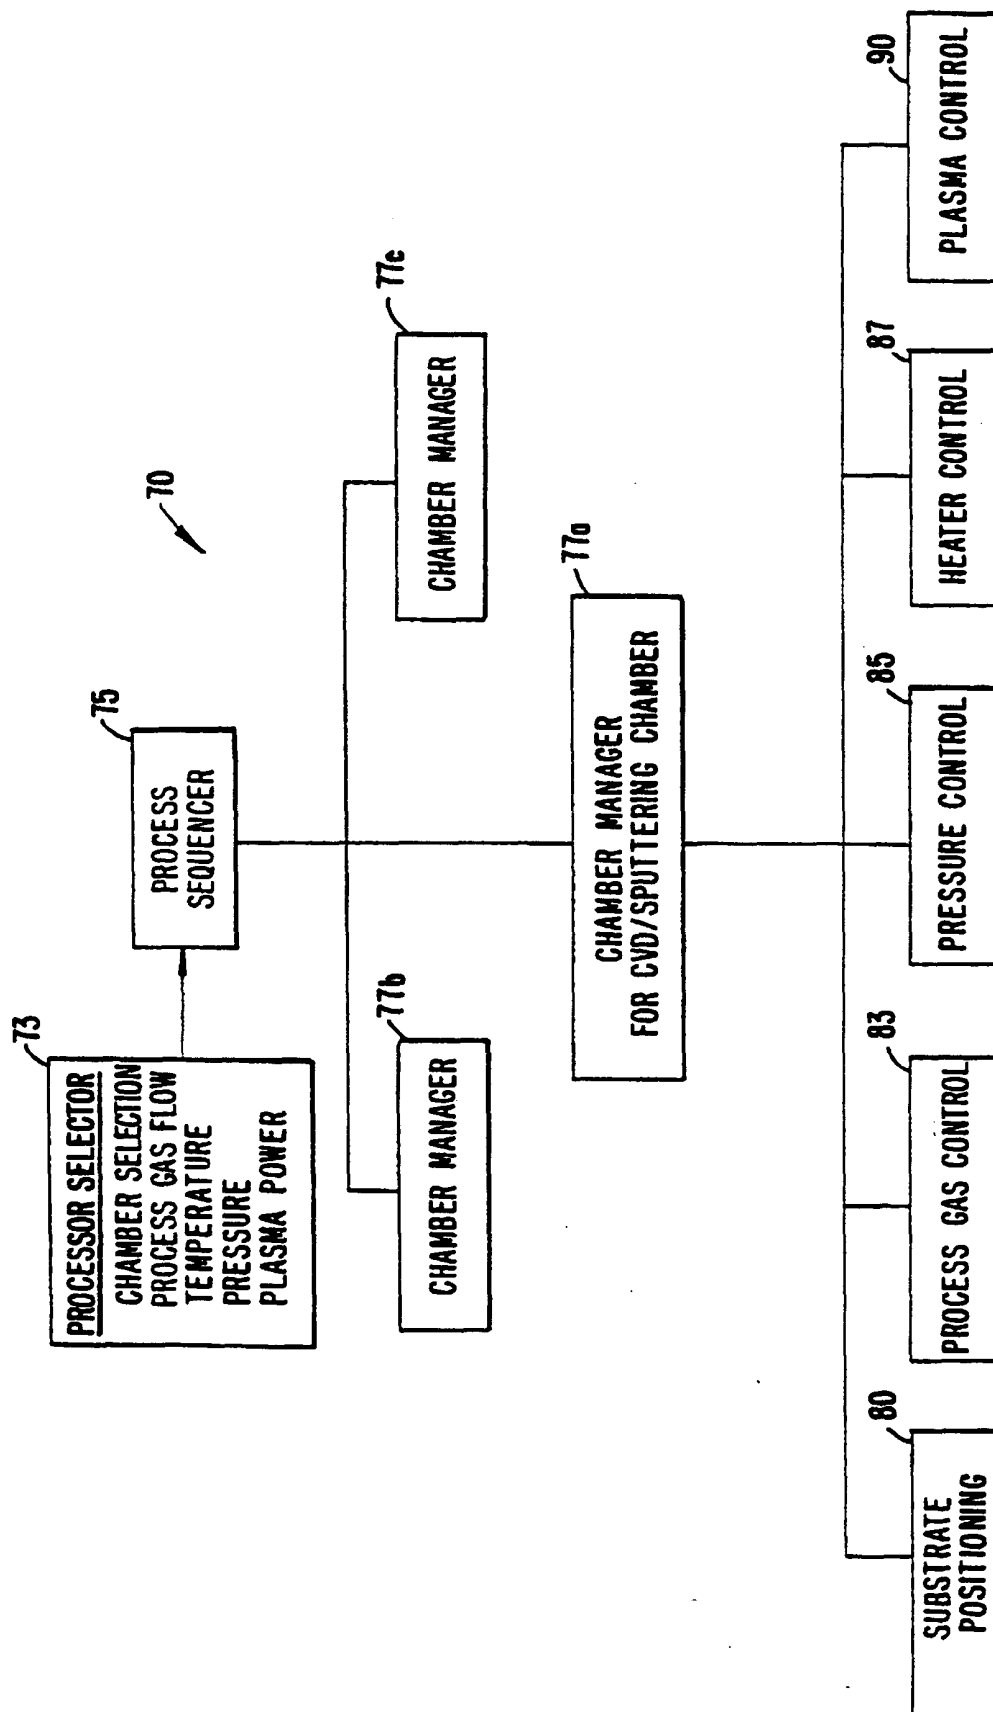 70
73
PROCESSOR SELECTOR
CHAMBER SELECTION
PROCESS GAS FLOW
TEMPERATURE
PRESSURE
PLASMA POWER
75
PROCESS
SEQUENCER
77b
CHAMBER MANAGER
77c
CHAMBER MANAGER
77a
CHAMBER MANAGER
FOR CVD/SPUTTERING CHAMBER
80
SUBSTRATE
POSITIONING
83
PROCESS GAS CONTROL
85
PRESSURE CONTROL
87
HEATER CONTROL
90
PLASMA CONTROL